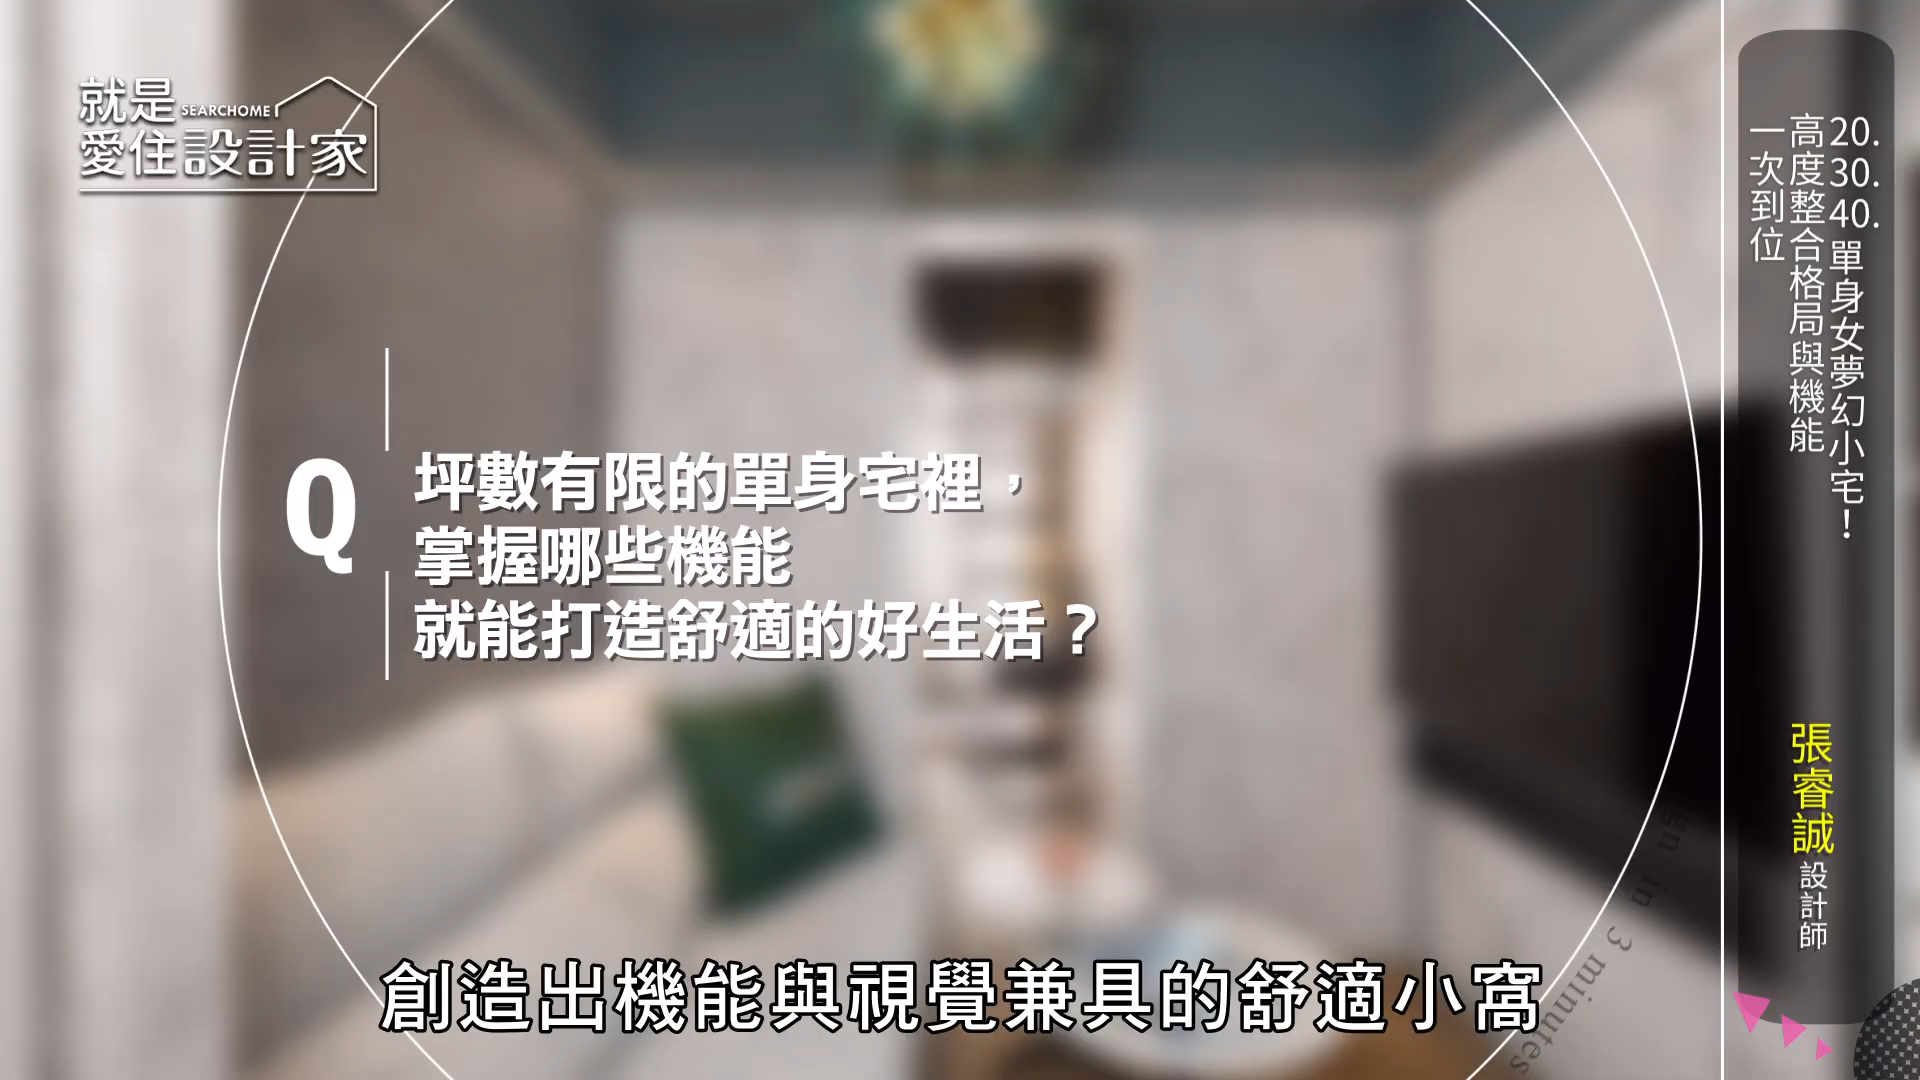 就是
SEARCHOME
愛住設計家
Q
坪數有限的單身宅裡，
掌握哪些機能
就能打造舒適的好生活？
20.30.40.單身女夢幻小宅！
高度整合格局與機能
一次到位
張睿誠 設計師
in 3 minutes
創造出機能與視覺兼具的舒適小窩